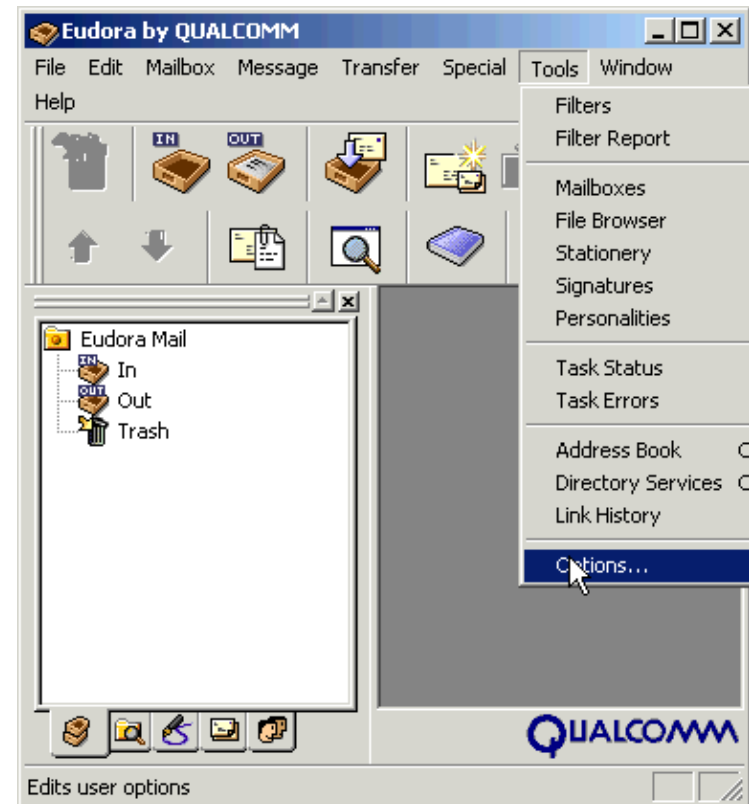 Eudora by QUALCOMM
File Edit Mailbox Message Transfer Special Tools Window
Help
IN OUT
Filters
Filter Report
Mailboxes
File Browser
Stationery
Signatures
Personalities
Task Status
Task Errors
Address Book
Directory Services
Link History
Options...
Eudora Mail
IN
In
OUT
Out
Trash
QUALCOMM
Edits user options